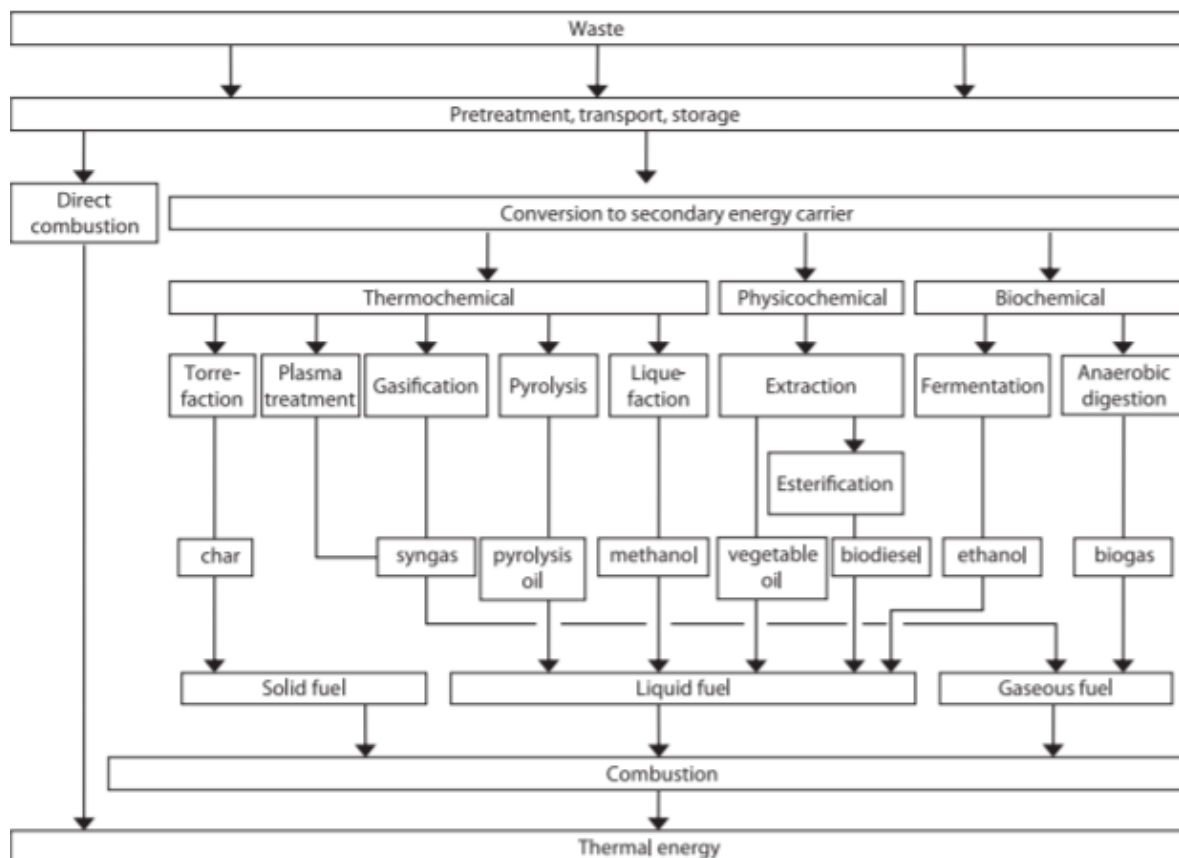 Waste
Pretreatment, transport, storage
Direct
combustion
Conversion to secondary energy carrier
Thermochemical
Physicochemical
Biochemical
Torre-
faction
Plasma
treatment
Gasification
Pyrolysis
Lique-
faction
Extraction
Fermentation
Anaerobic
digestion
Esterification
char
syngas
pyrolysis
oil
methanol
vegetable
oil
biodiesel
ethanol
biogas
Solid fuel
Liquid fuel
Gaseous fuel
Combustion
Thermal energy